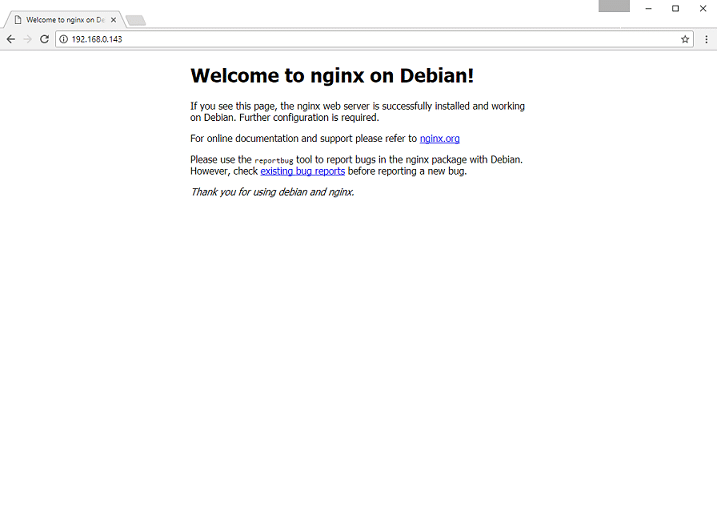 Welcome to nginx on De
192.168.0.143
Welcome to nginx on Debian!
If you see this page, the nginx web server is successfully installed and working
on Debian. Further configuration is required.
For online documentation and support please refer to nginx.org
Please use the reportbug tool to report bugs in the nginx package with Debian.
However, check existing bug reports before reporting a new bug.
Thank you for using debian and nginx.